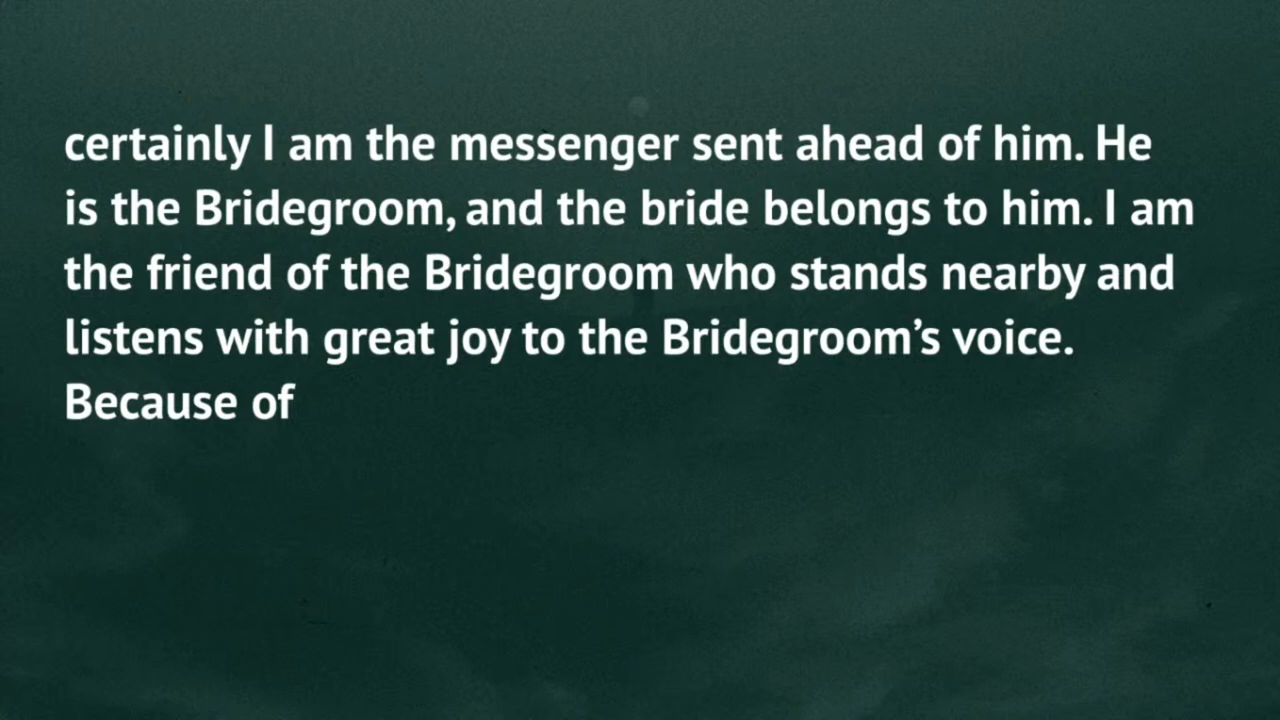 certainly I am the messenger sent ahead of him. He
is the Bridegroom, and the bride belongs to him. I am
the friend of the Bridegroom who stands nearby and
listens with great joy to the Bridegroom’s voice.
Because of